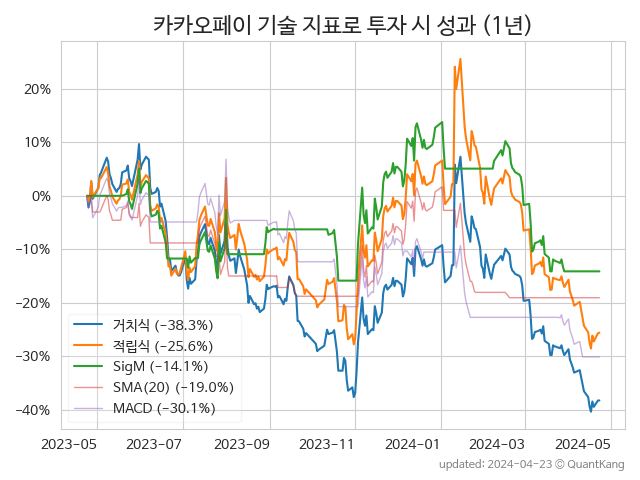 카카오페이 기술 지표로 투자 시 성과 (1년)
20%
10%
0%
−10%
−20%
−30%
−40%
거치식 (−38.3%)
적립식 (−25.6%)
SigM (−14.1%)
SMA(20) (−19.0%)
MACD (−30.1%)
2023-05
2023-07
2023-09
2023-11
2024-01
2024-03
2024-05
updated: 2024-04-23 © QuantKang